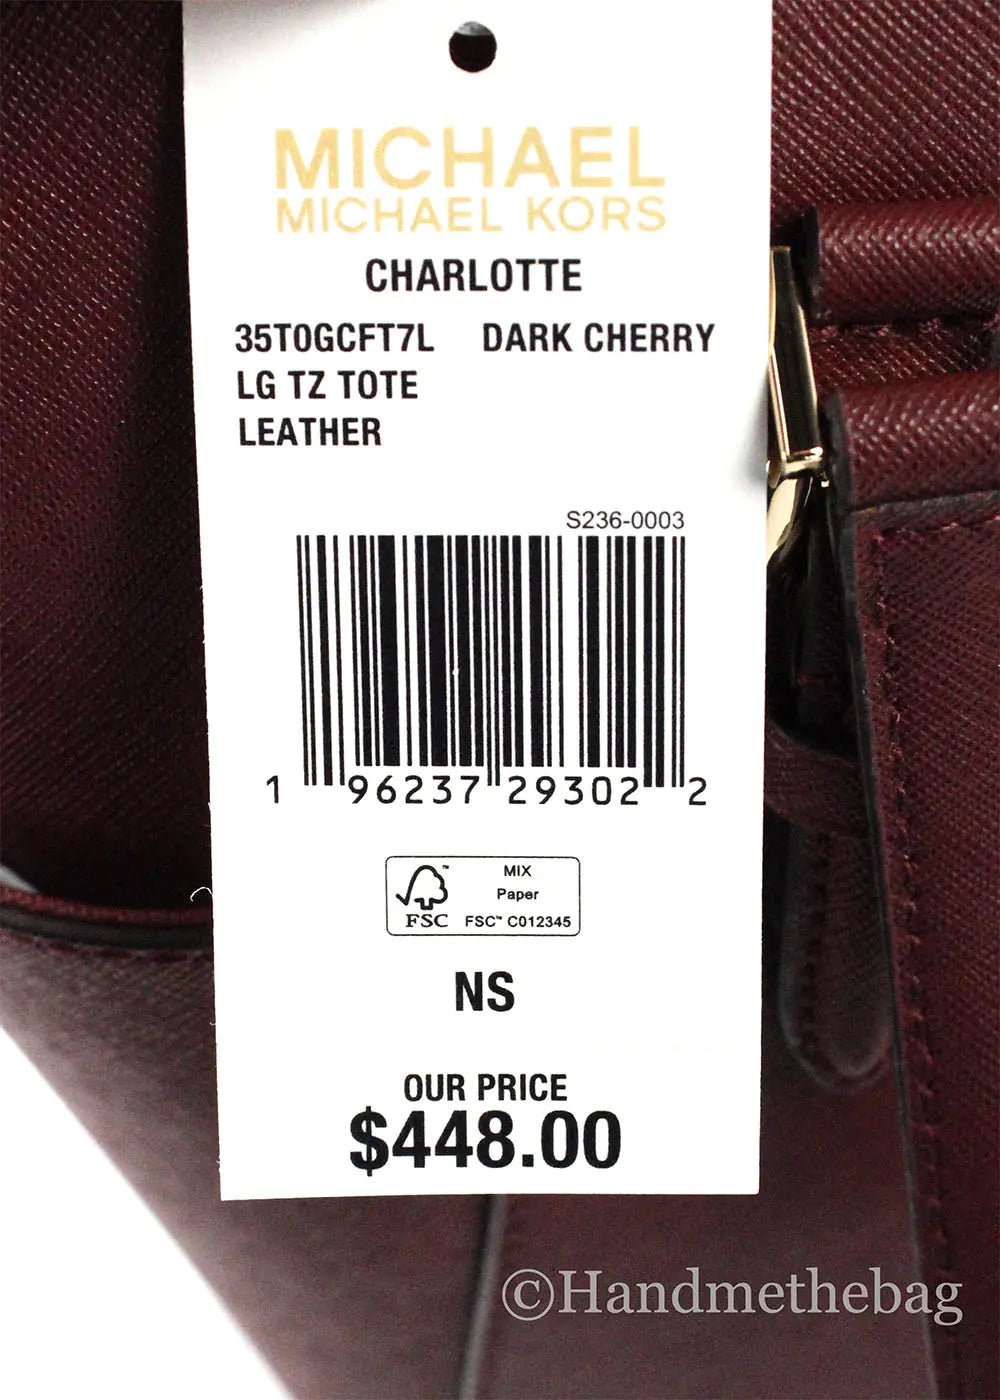 MICHAEL
MICHAEL KORS
CHARLOTTE
35T0GCFT7L DARK CHERRY
LG TZ TOTE
LEATHER
S236-0003
1 96237 29302 2
MIX
Paper
FSC™ C012345
FSC
NS
OUR PRICE
$448.00
©Handmethebag